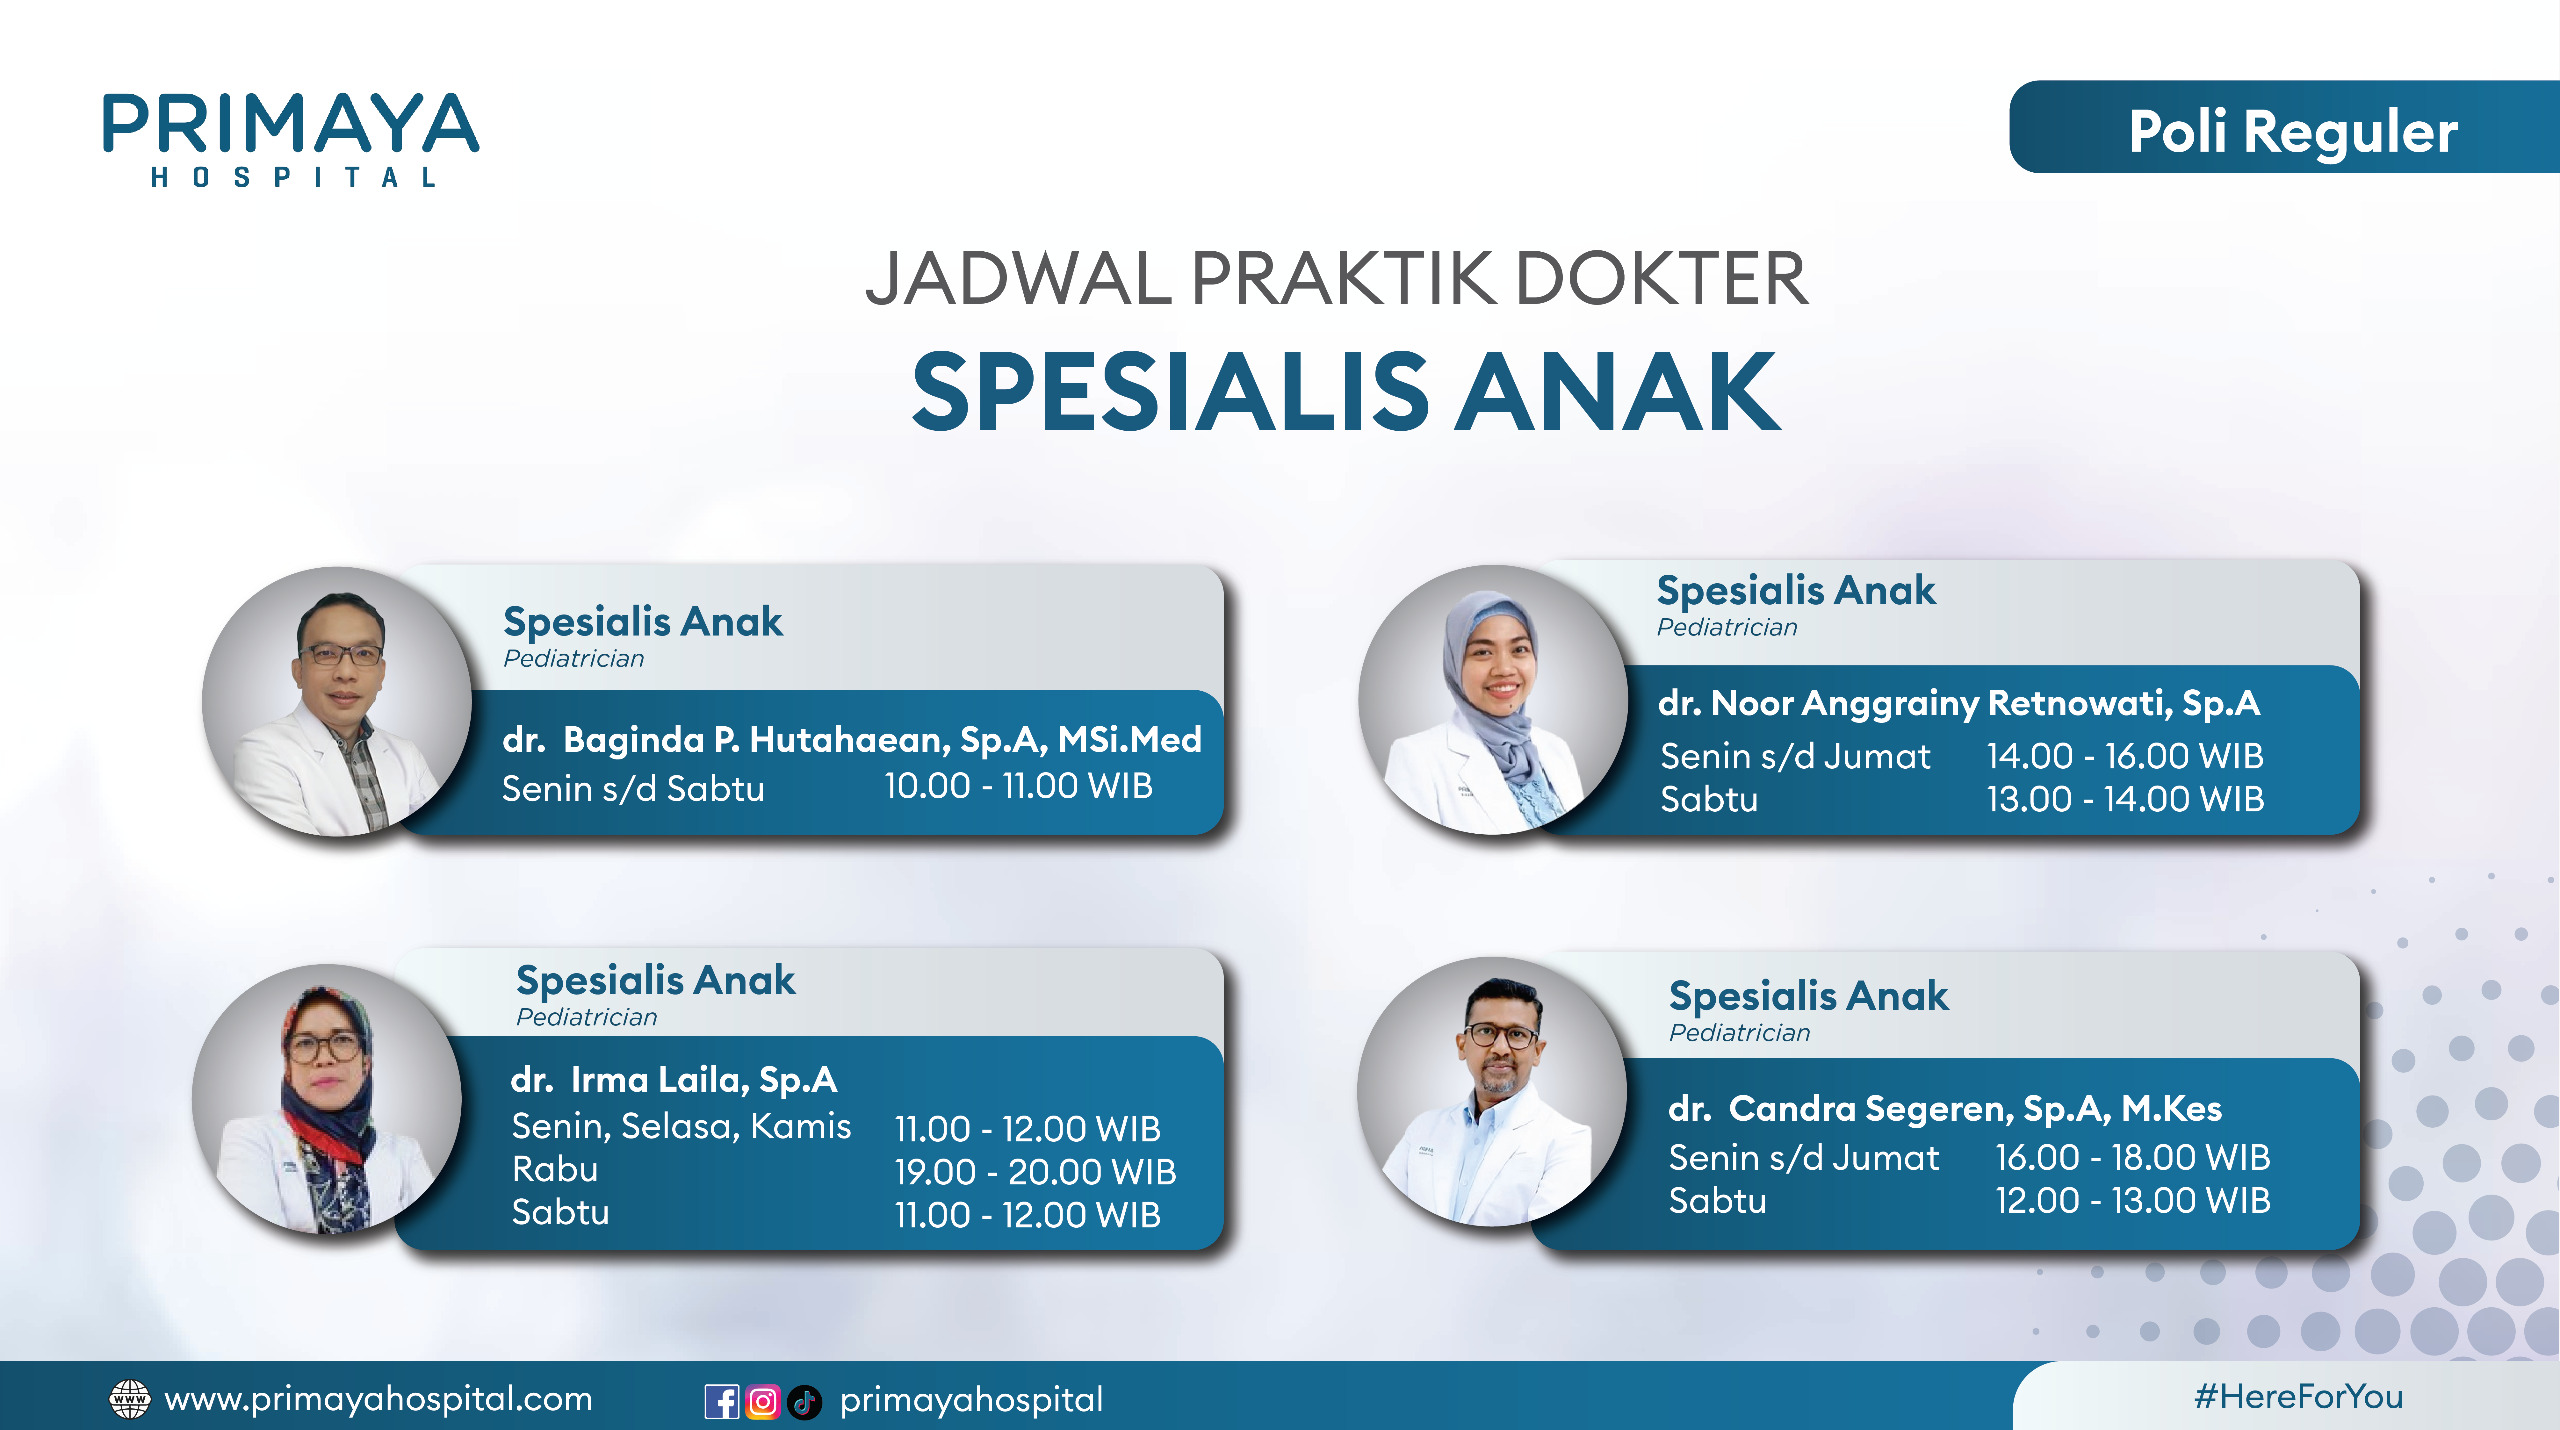 PRIMAYA
HOSPITAL
Poli Reguler
JADWAL PRAKTIK DOKTER
SPESIALIS ANAK
Spesialis Anak
Pediatrician
dr. Baginda P. Hutahaean, Sp.A, MSi.Med
Senin s/d Sabtu 10.00 - 11.00 WIB
Spesialis Anak
Pediatrician
dr. Noor Anggrainy Retnowati, Sp.A
Senin s/d Jumat 14.00 - 16.00 WIB
Sabtu 13.00 - 14.00 WIB
Spesialis Anak
Pediatrician
dr. Irma Laila, Sp.A
Senin, Selasa, Kamis 11.00 - 12.00 WIB
Rabu 19.00 - 20.00 WIB
Sabtu 11.00 - 12.00 WIB
Spesialis Anak
Pediatrician
dr. Candra Segeren, Sp.A, M.Kes
Senin s/d Jumat 16.00 - 18.00 WIB
Sabtu 12.00 - 13.00 WIB
www www.primayahospital.com
primayahospital
#HereForYou